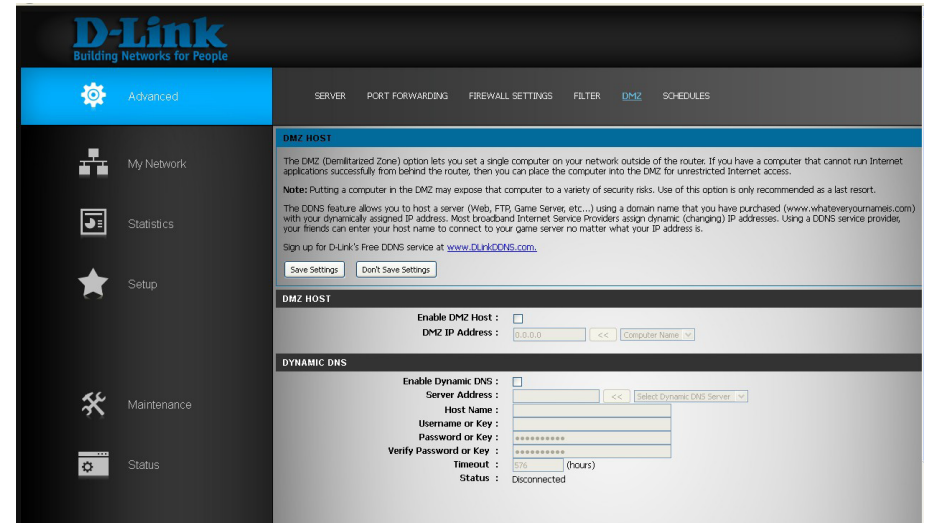 D-Link
Building Networks for People
Advanced
SERVER PORT FORWARDING FIREWALL SETTINGS FILTER DMZ SCHEDULES
My Network
Statistics
Setup
Maintenance
Status
DMZ HOST
The DMZ (Demilitarized Zone) option lets you set a single computer on your network outside of the router. If you have a computer that cannot run Internet
applications successfully from behind the router, then you can place the computer into the DMZ for unrestricted Internet access.
Note: Putting a computer in the DMZ may expose that computer to a variety of security risks. Use of this option is only recommended as a last resort.
The DDNS feature allows you to host a server (Web, FTP, Game Server, etc...) using a domain name that you have purchased (www.whateveryournameis.com)
with your dynamically assigned IP address. Most broadband Internet Service Providers assign dynamic (changing) IP addresses. Using a DDNS service provider,
your friends can enter your host name to connect to your game server no matter what your IP address is.
Sign up for D-Link's Free DDNS service at www.DLinkDDNS.com.
Save Settings Don't Save Settings
DMZ HOST
Enable DMZ Host :
DMZ IP Address : 0.0.0.0 << Computer Name
DYNAMIC DNS
Enable Dynamic DNS :
Server Address : << Select Dynamic DNS Server
Host Name :
Username or Key :
Password or Key : ●●●●●●●●●●
Verify Password or Key : ●●●●●●●●●●
Timeout : 576 (hours)
Status : Disconnected